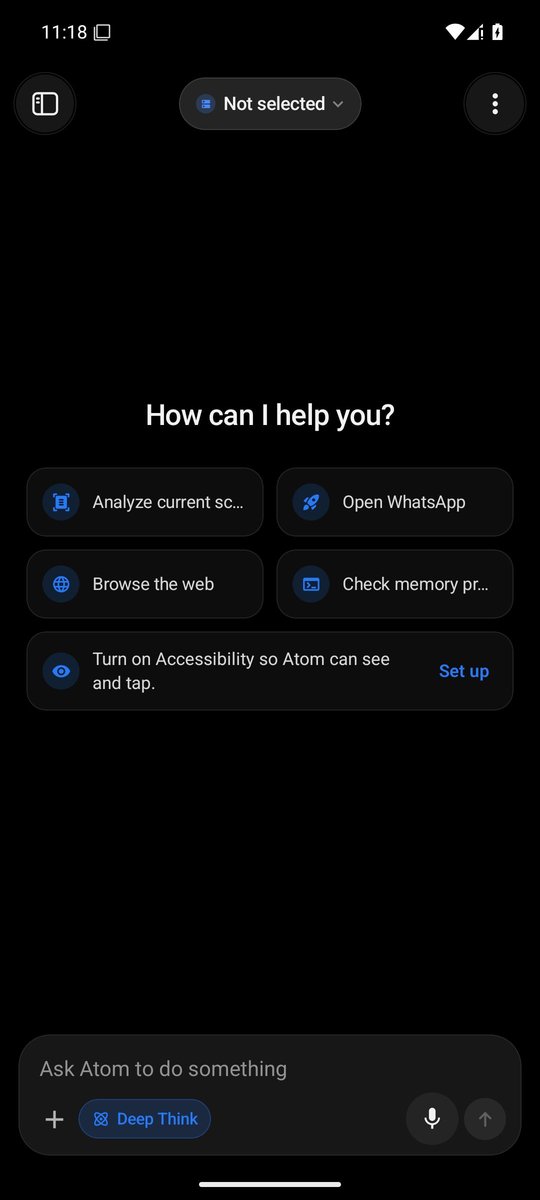 11:18
Not selected
How can I help you?
Analyze current sc...
Open WhatsApp
Browse the web
Check memory pr...
Turn on Accessibility so Atom can see
and tap.
Set up
Ask Atom to do something
Deep Think